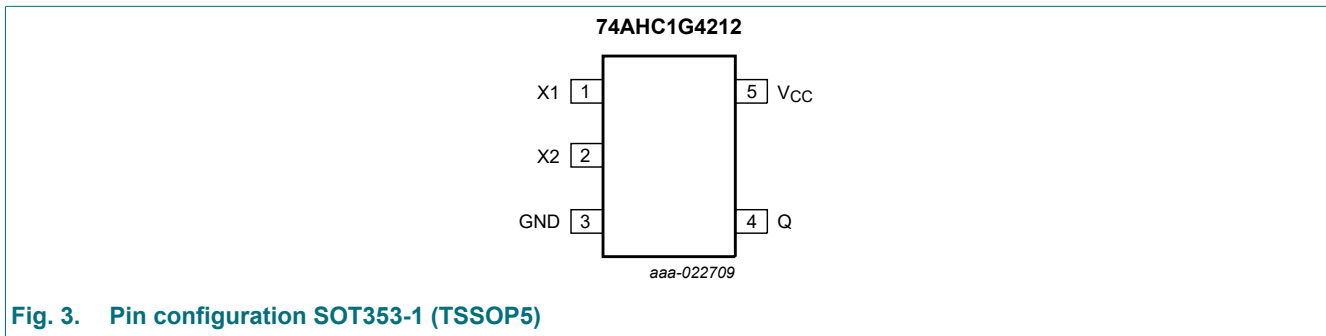 74AHC1G4212
X1 1
5 VCC
X2 2
GND 3
4 Q
aaa-022709
Fig. 3. Pin configuration SOT353-1 (TSSOP5)